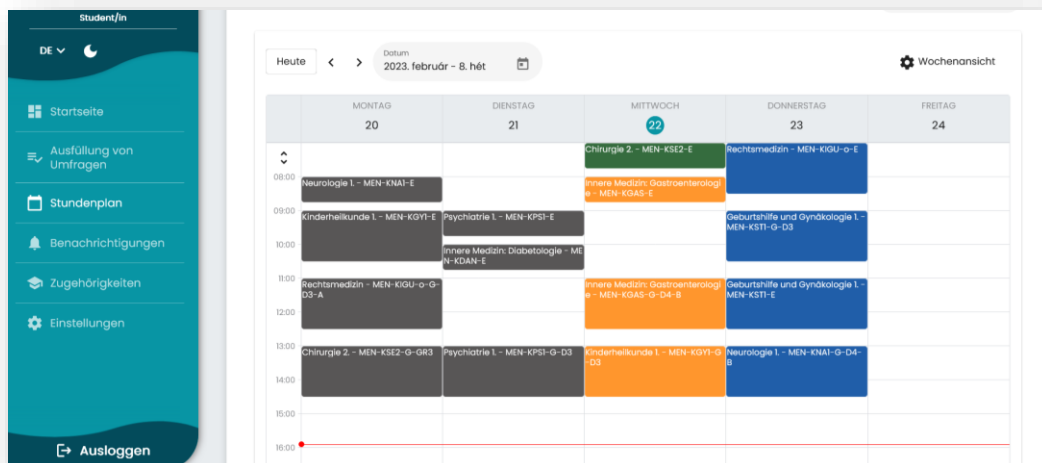 Student/in
DE
Startseite
Ausfüllung von
Umfragen
Stundenplan
Benachrichtigungen
Zugehörigkeiten
Einstellungen
Ausloggen
Heute
Datum
2023. február - 8. hét
Wochenansicht
MONTAG
20
DIENSTAG
21
MITTWOCH
22
DONNERSTAG
23
FREITAG
24
Chirurgie 2. - MEN-KSE2-E
Rechtsmedizin - MEN-KIGU-o-E
08:00
Neurologie 1. - MEN-KNA1-E
Innere Medizin: Gastroenterologi
e - MEN-KGAS-E
09:00
Kinderheilkunde 1. - MEN-KGY1-E
Psychiatrie 1. - MEN-KPS1-E
Geburtshilfe und Gynäkologie 1. -
MEN-KST1-G-D3
10:00
Innere Medizin: Diabetologie - ME
N-KDAN-E
11:00
Rechtsmedizin - MEN-KIGU-o-G-
D3-A
Innere Medizin: Gastroenterologi
e - MEN-KGAS-G-D4-B
Geburtshilfe und Gynäkologie 1. -
MEN-KST1-E
12:00
13:00
Chirurgie 2. - MEN-KSE2-G-GR3
Psychiatrie 1. - MEN-KPS1-G-D3
Kinderheilkunde 1. - MEN-KGY1-G
-D3
Neurologie 1. - MEN-KNA1-G-D4-
B
14:00
15:00
16:00